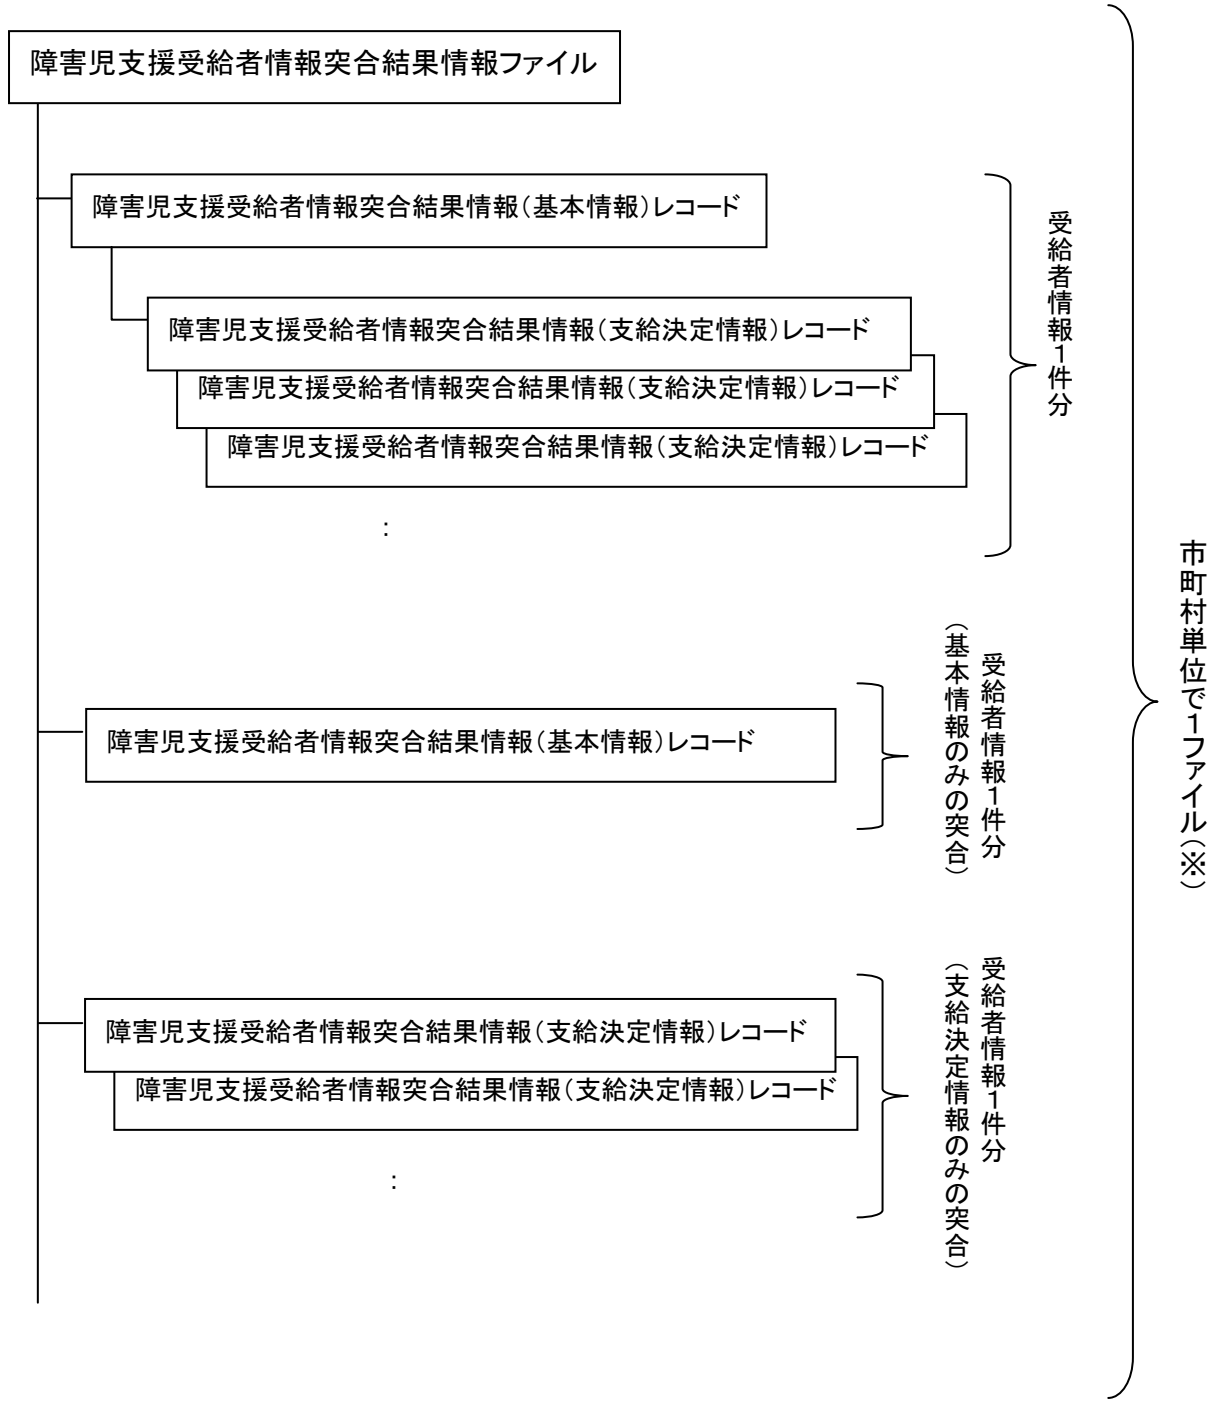 障害児支援受給者情報突合結果情報ファイル
障害児支援受給者情報突合結果情報(基本情報)レコード
障害児支援受給者情報突合結果情報(支給決定情報)レコード
障害児支援受給者情報突合結果情報(支給決定情報)レコード
障害児支援受給者情報突合結果情報(支給決定情報)レコード
:
受給者情報1件分
障害児支援受給者情報突合結果情報(基本情報)レコード
受給者情報1件分
(基本情報のみの突合)
障害児支援受給者情報突合結果情報(支給決定情報)レコード
障害児支援受給者情報突合結果情報(支給決定情報)レコード
:
受給者情報1件分
(支給決定情報のみの突合)
市町村単位で1ファイル(※)